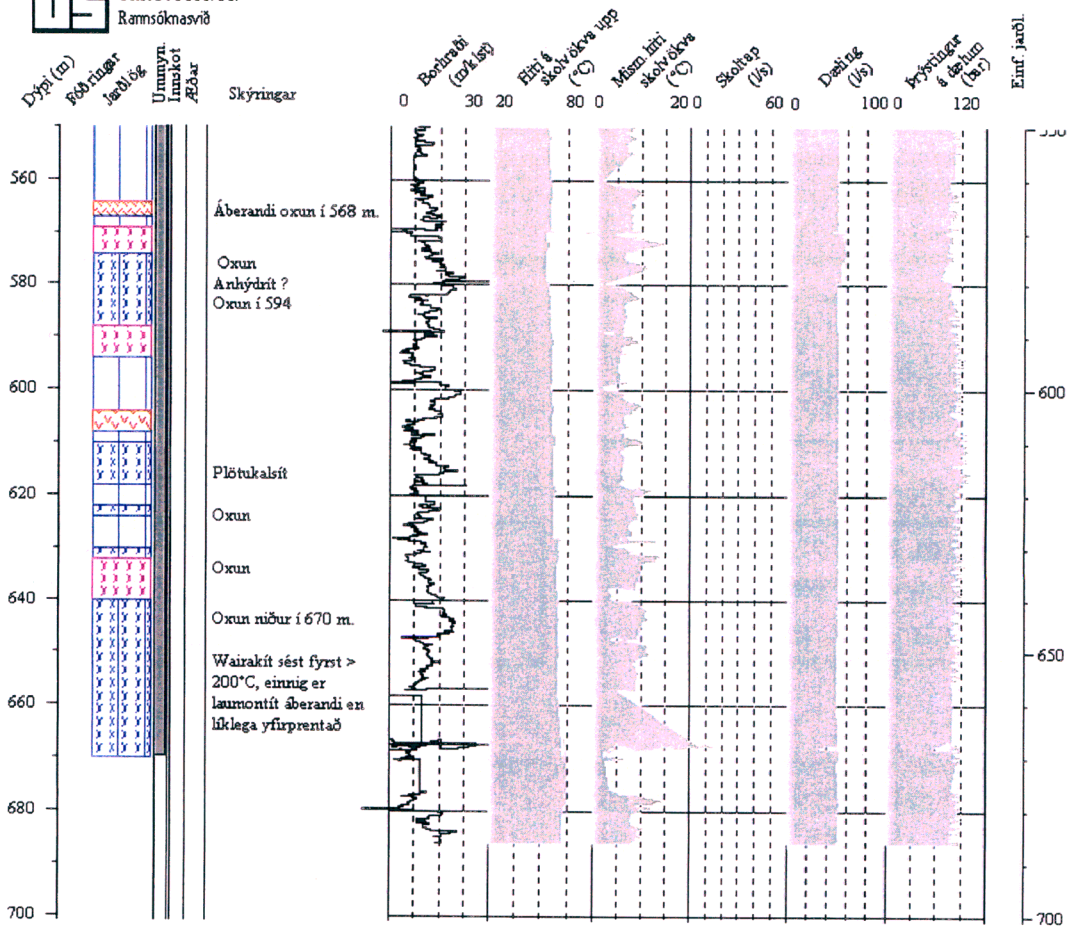 Rannsóknasvið
Dýpi (m)
Fóðringar
Jarðlög
Ummyn.
Innskot
Æðar
Skýringar
Borhraði
(m/klst)
Hiti á
skolvökva upp
(°C)
Mism. hiti
skolvökva
(°C)
Skoltap
(l/s)
Dæling
(l/s)
Þrýstingur
á dælum
(bar)
Einf. jarðl.
0 30 20 80 0 20 0 60 0 100 0 120
560
580
600
620
640
660
680
700
Áberandi oxun í 568 m.
Oxun
Anhýdrít ?
Oxun í 594
Plötukalsít
Oxun
Oxun
Oxun niður í 670 m.
Wairakít sést fyrst >
200°C, einnig er
laumontít áberandi en
líklega yfirprentað
600
650
700